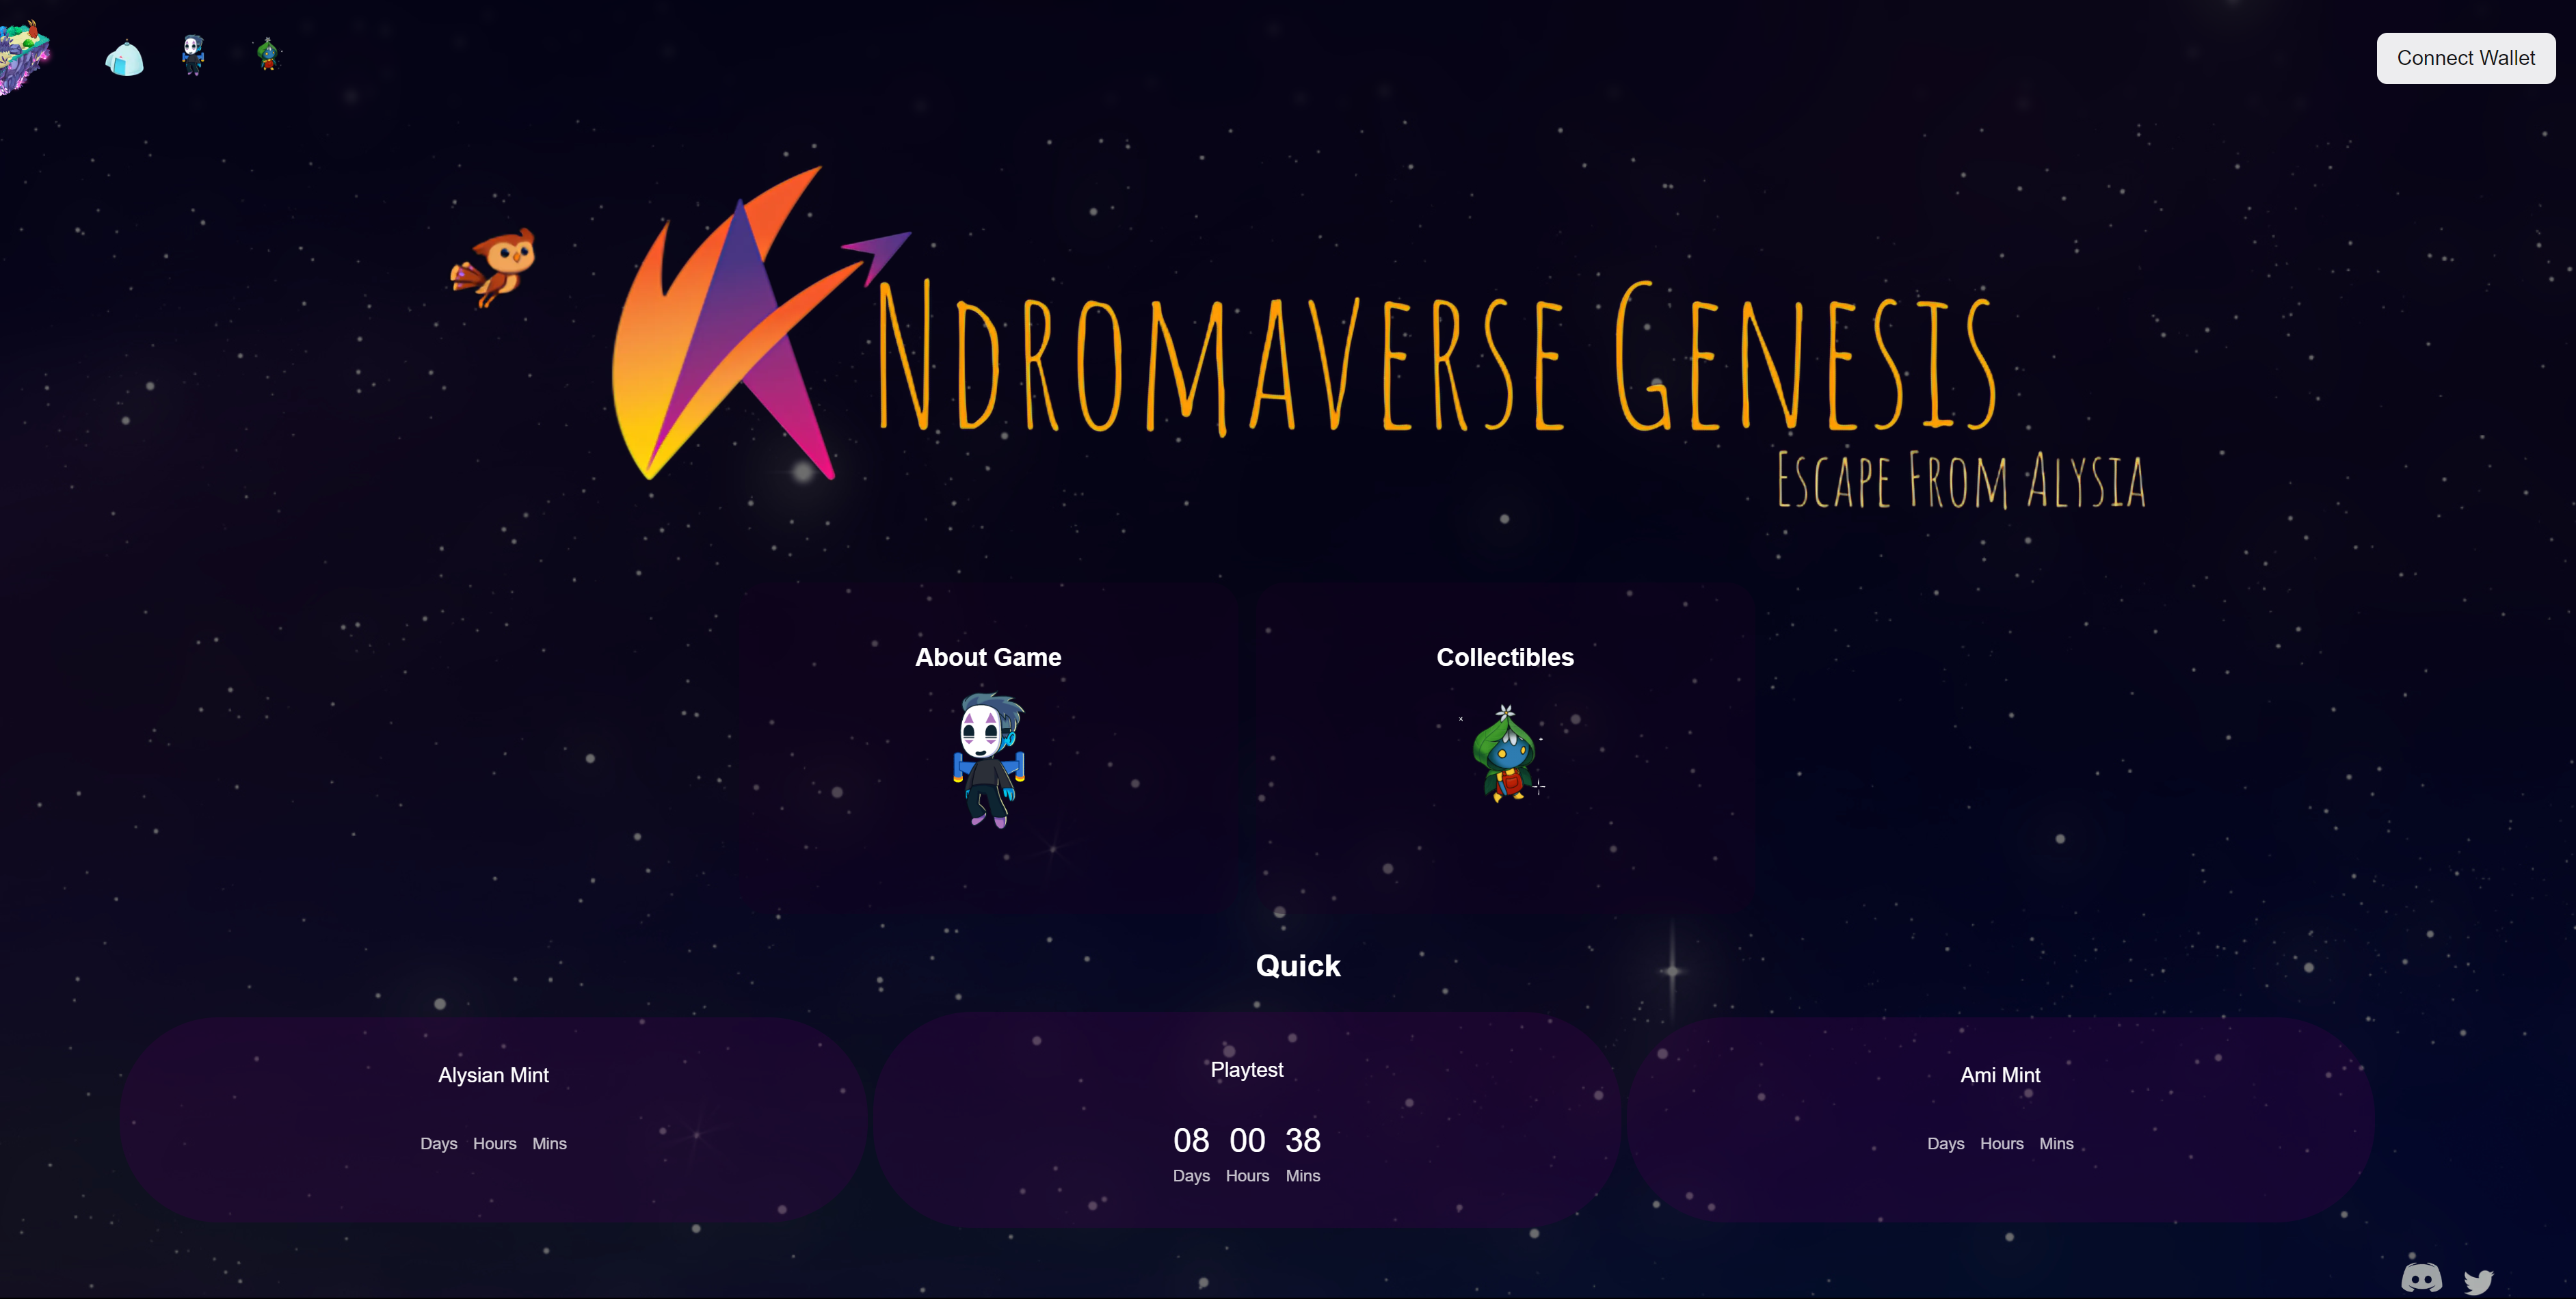 Connect Wallet
NDROMAVERSE GENESIS
ESCAPE FROM ALYSIA
About Game
Collectibles
Quick
Alysian Mint
Days Hours Mins
Playtest
08 00 38
Days Hours Mins
Ami Mint
Days Hours Mins